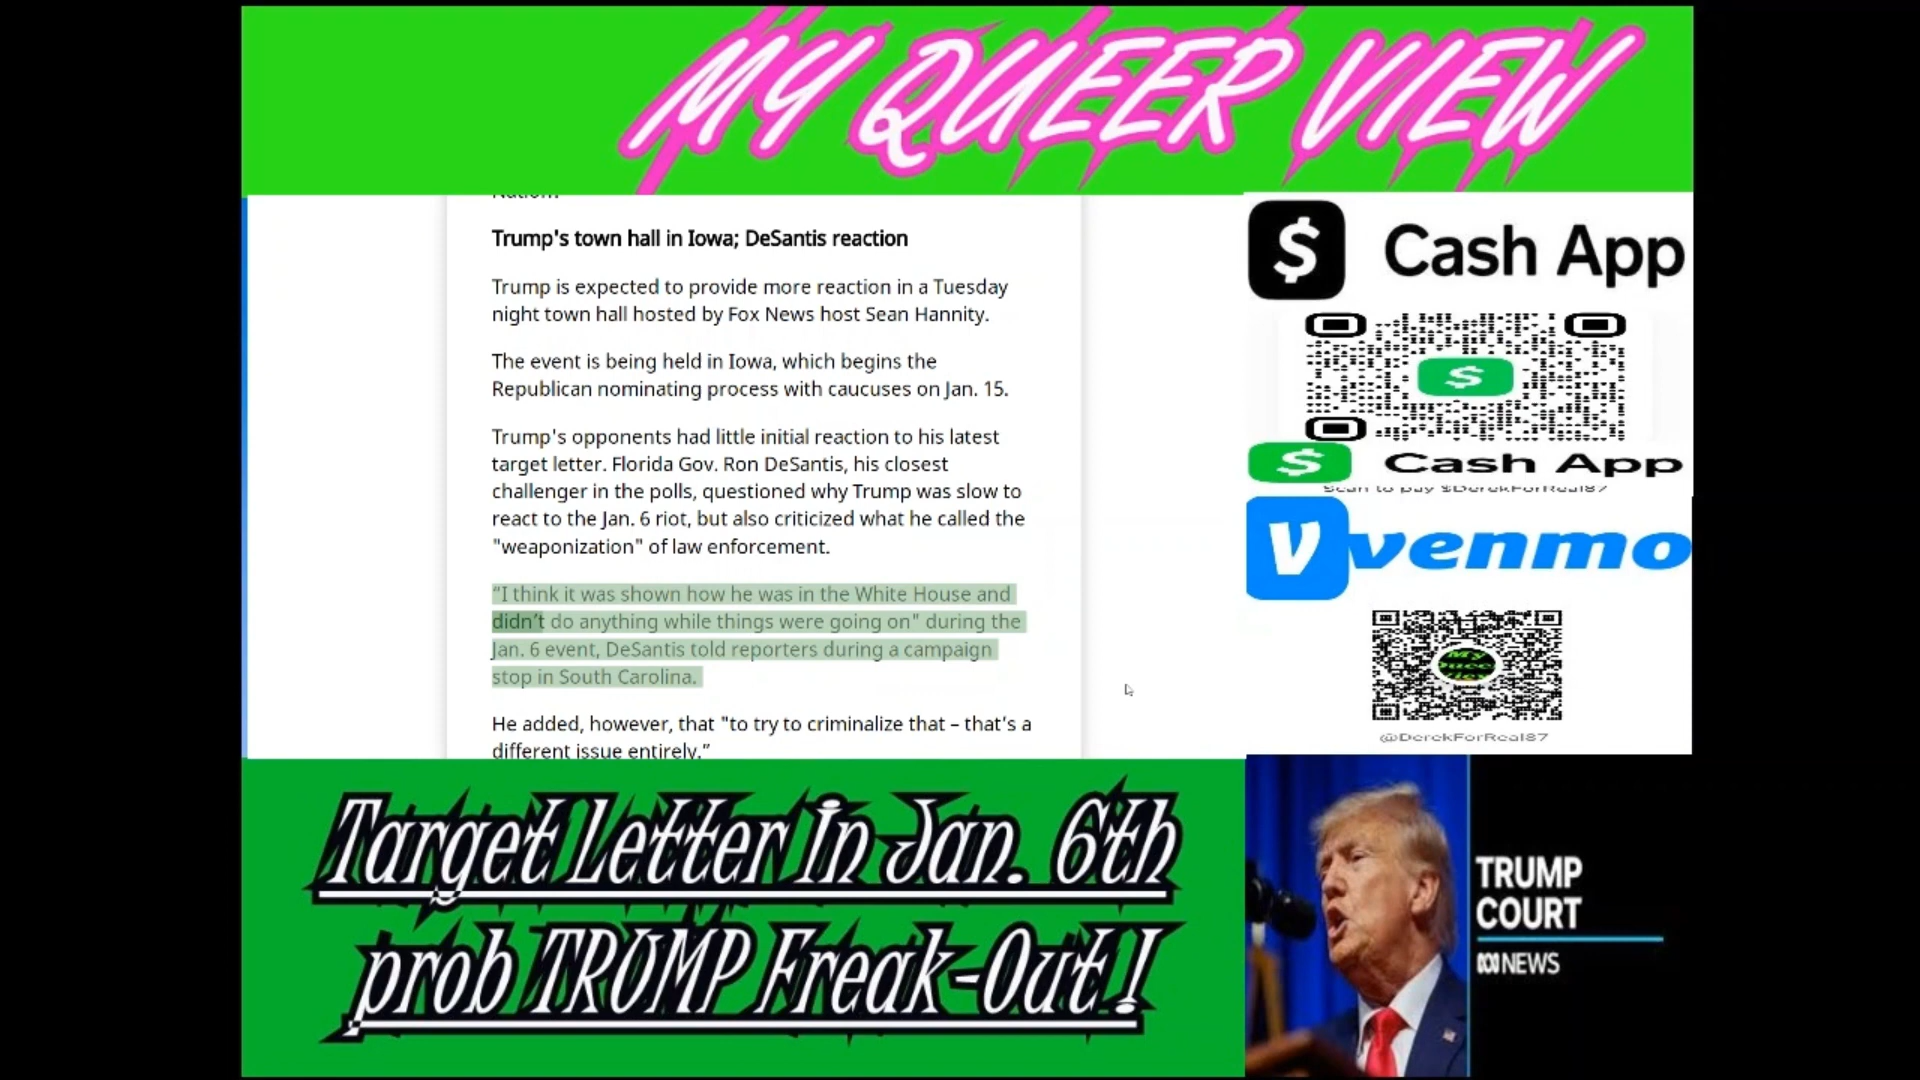 MY QUEER VIEW
Trump's town hall in Iowa; DeSantis reaction
Trump is expected to provide more reaction in a Tuesday
night town hall hosted by Fox News host Sean Hannity.
The event is being held in Iowa, which begins the
Republican nominating process with caucuses on Jan. 15.
Trump's opponents had little initial reaction to his latest
target letter. Florida Gov. Ron DeSantis, his closest
challenger in the polls, questioned why Trump was slow to
react to the Jan. 6 riot, but also criticized what he called the
"weaponization" of law enforcement.
“I think it was shown how he was in the White House and
didn’t do anything while things were going on" during the
Jan. 6 event, DeSantis told reporters during a campaign
stop in South Carolina.
He added, however, that "to try to criminalize that – that’s a
different issue entirely.”
$ Cash App
$
$ Cash App
Scan to pay $DerekForReal87
V venmo
My
Queer
View
@DerekForReal87
Target Letter In Jan. 6th
prob TRUMP Freak-Out!
TRUMP
COURT
NEWS